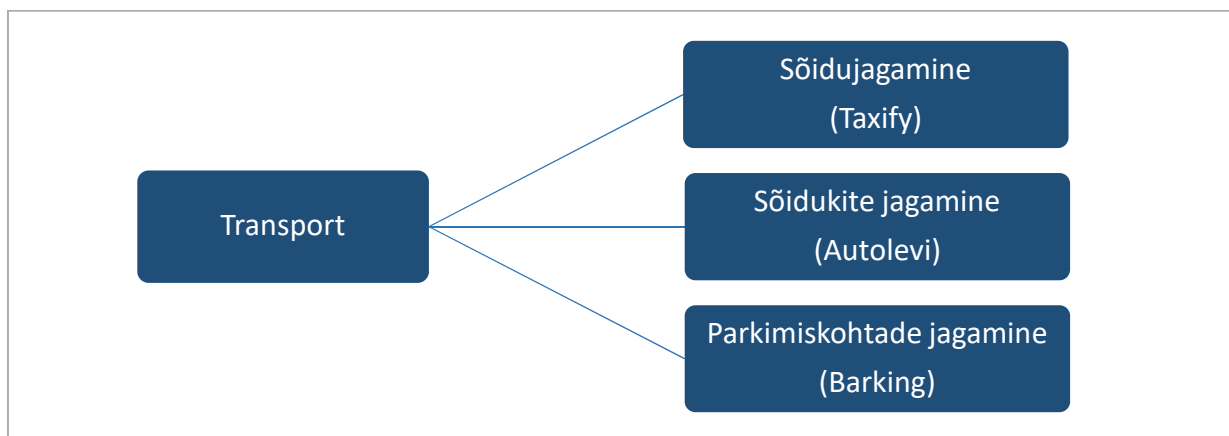 Transport
Sõidujagamine
(Taxify)
Sõidukite jagamine
(Autolevi)
Parkimiskohtade jagamine
(Barking)